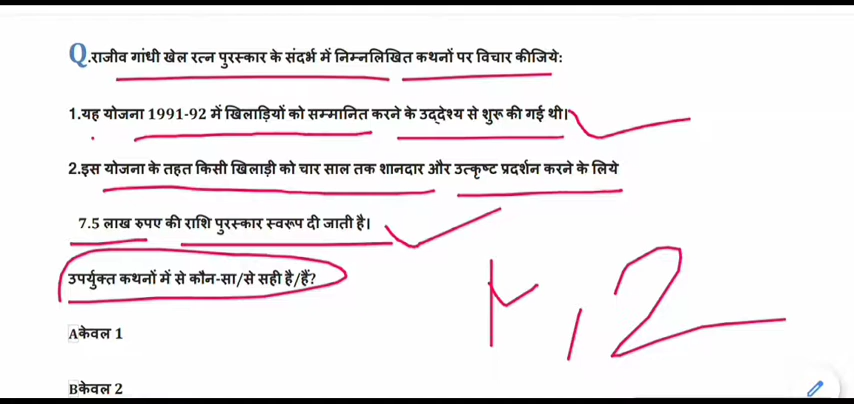 Q.राजीव गांधी खेल रत्न पुरस्कार के संदर्भ में निम्नलिखित कथनों पर विचार कीजिये:
1.यह योजना 1991-92 में खिलाड़ियों को सम्मानित करने के उद्देश्य से शुरू की गई थी।
2.इस योजना के तहत किसी खिलाड़ी को चार साल तक शानदार और उत्कृष्ट प्रदर्शन करने के लिये
7.5 लाख रुपए की राशि पुरस्कार स्वरूप दी जाती है।
उपर्युक्त कथनों में से कौन-सा/से सही है/हैं?
Aकेवल 1
Bकेवल 2
1,2